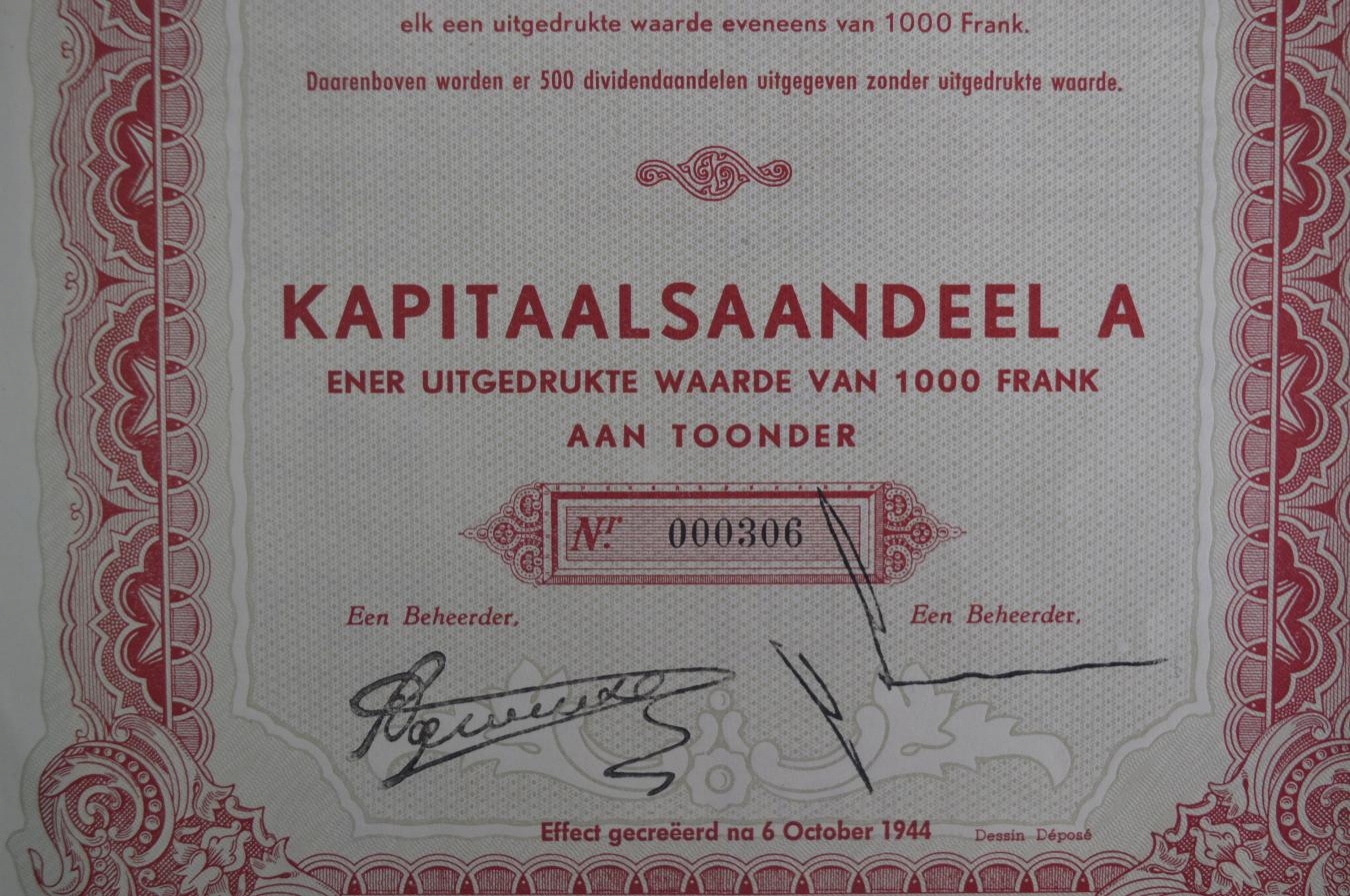 elk een uitgedrukte waarde eveneens van 1000 Frank.
Daarenboven worden er 500 dividendaandelen uitgegeven zonder uitgedrukte waarde.
KAPITAALSAANDEEL A
ENER UITGEDRUKTE WAARDE VAN 1000 FRANK
AAN TOONDER
Nr. 000306
Een Beheerder,
Een Beheerder,
Effect gecreëerd na 6 October 1944
Dessin Déposé